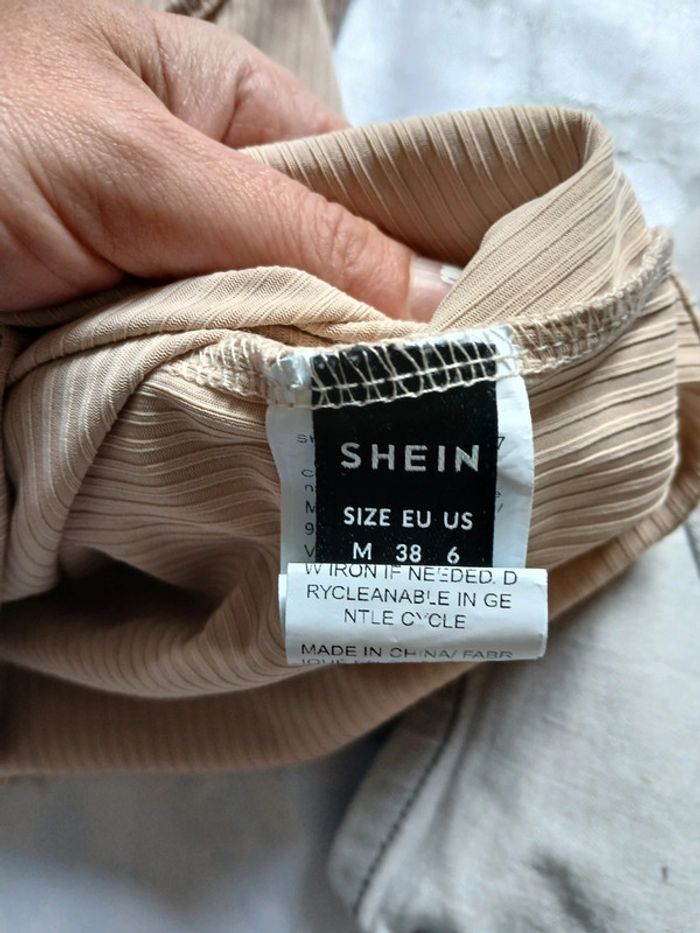 SHEIN
SIZE EU US
M 38 6
W IRON IF NEEDED. D
RYCLEANABLE IN GE
NTLE CYCLE
MADE IN CHINA/ FABR